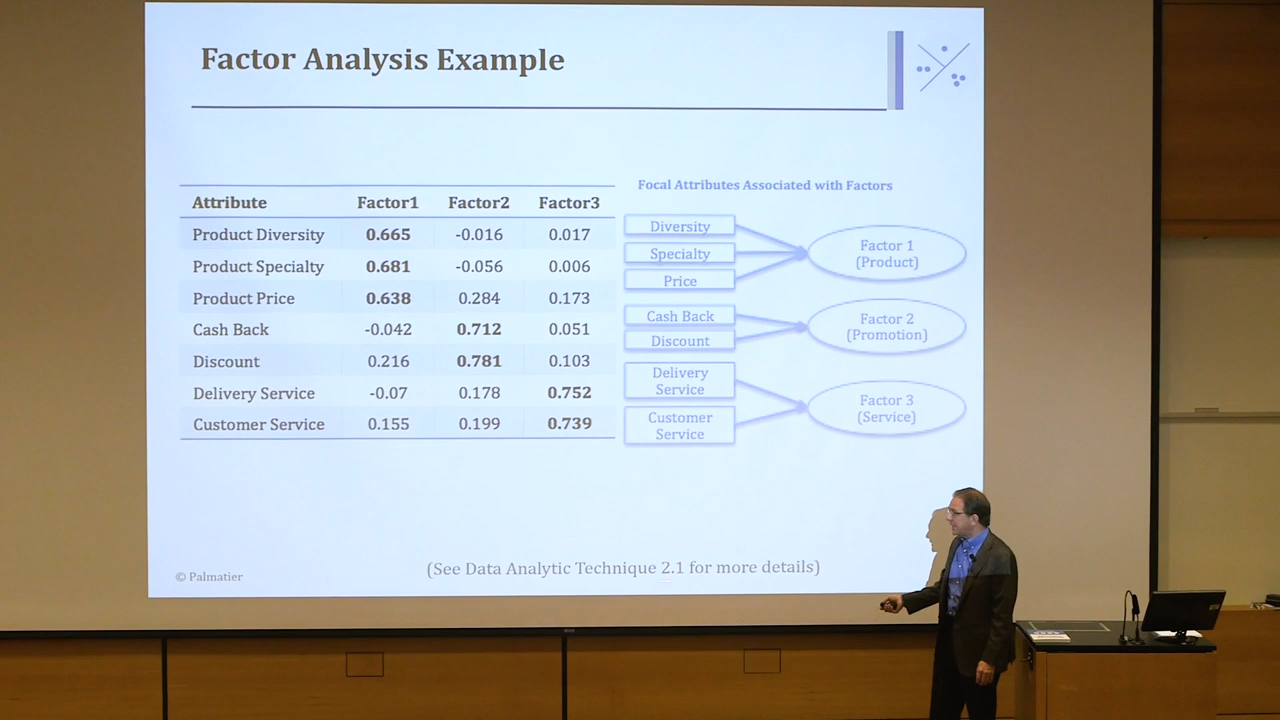 Factor Analysis Example
Attribute Factor1 Factor2 Factor3
Product Diversity 0.665 -0.016 0.017
Product Specialty 0.681 -0.056 0.006
Product Price 0.638 0.284 0.173
Cash Back -0.042 0.712 0.051
Discount 0.216 0.781 0.103
Delivery Service -0.07 0.178 0.752
Customer Service 0.155 0.199 0.739
Focal Attributes Associated with Factors
Diversity
Specialty
Price
Factor 1
(Product)
Cash Back
Discount
Factor 2
(Promotion)
Delivery
Service
Customer
Service
Factor 3
(Service)
(See Data Analytic Technique 2.1 for more details)
© Palmatier